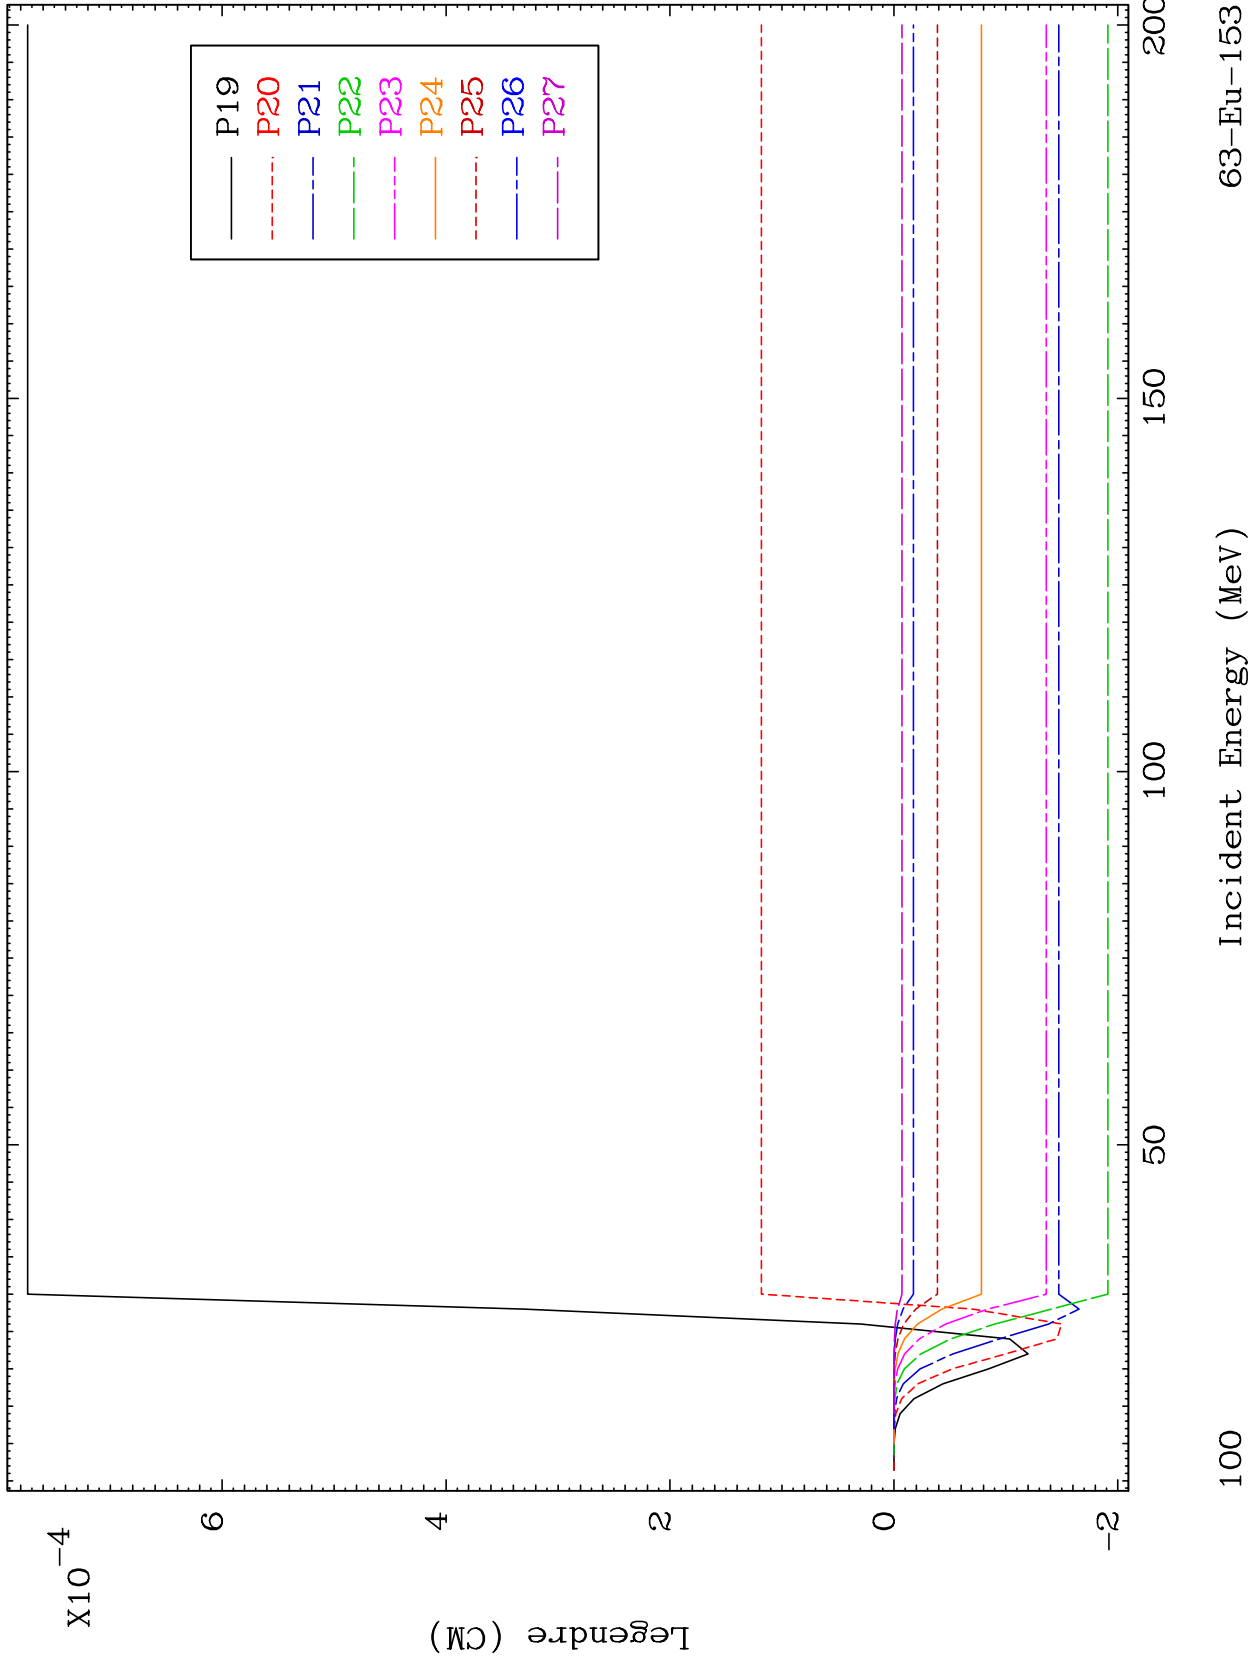 X10-4
6
4
2
0
-2
Legendre (CM)
P19
P20
P21
P22
P23
P24
P25
P26
P27
50
100
150
200
Incident Energy (MeV)
100
63-Eu-153